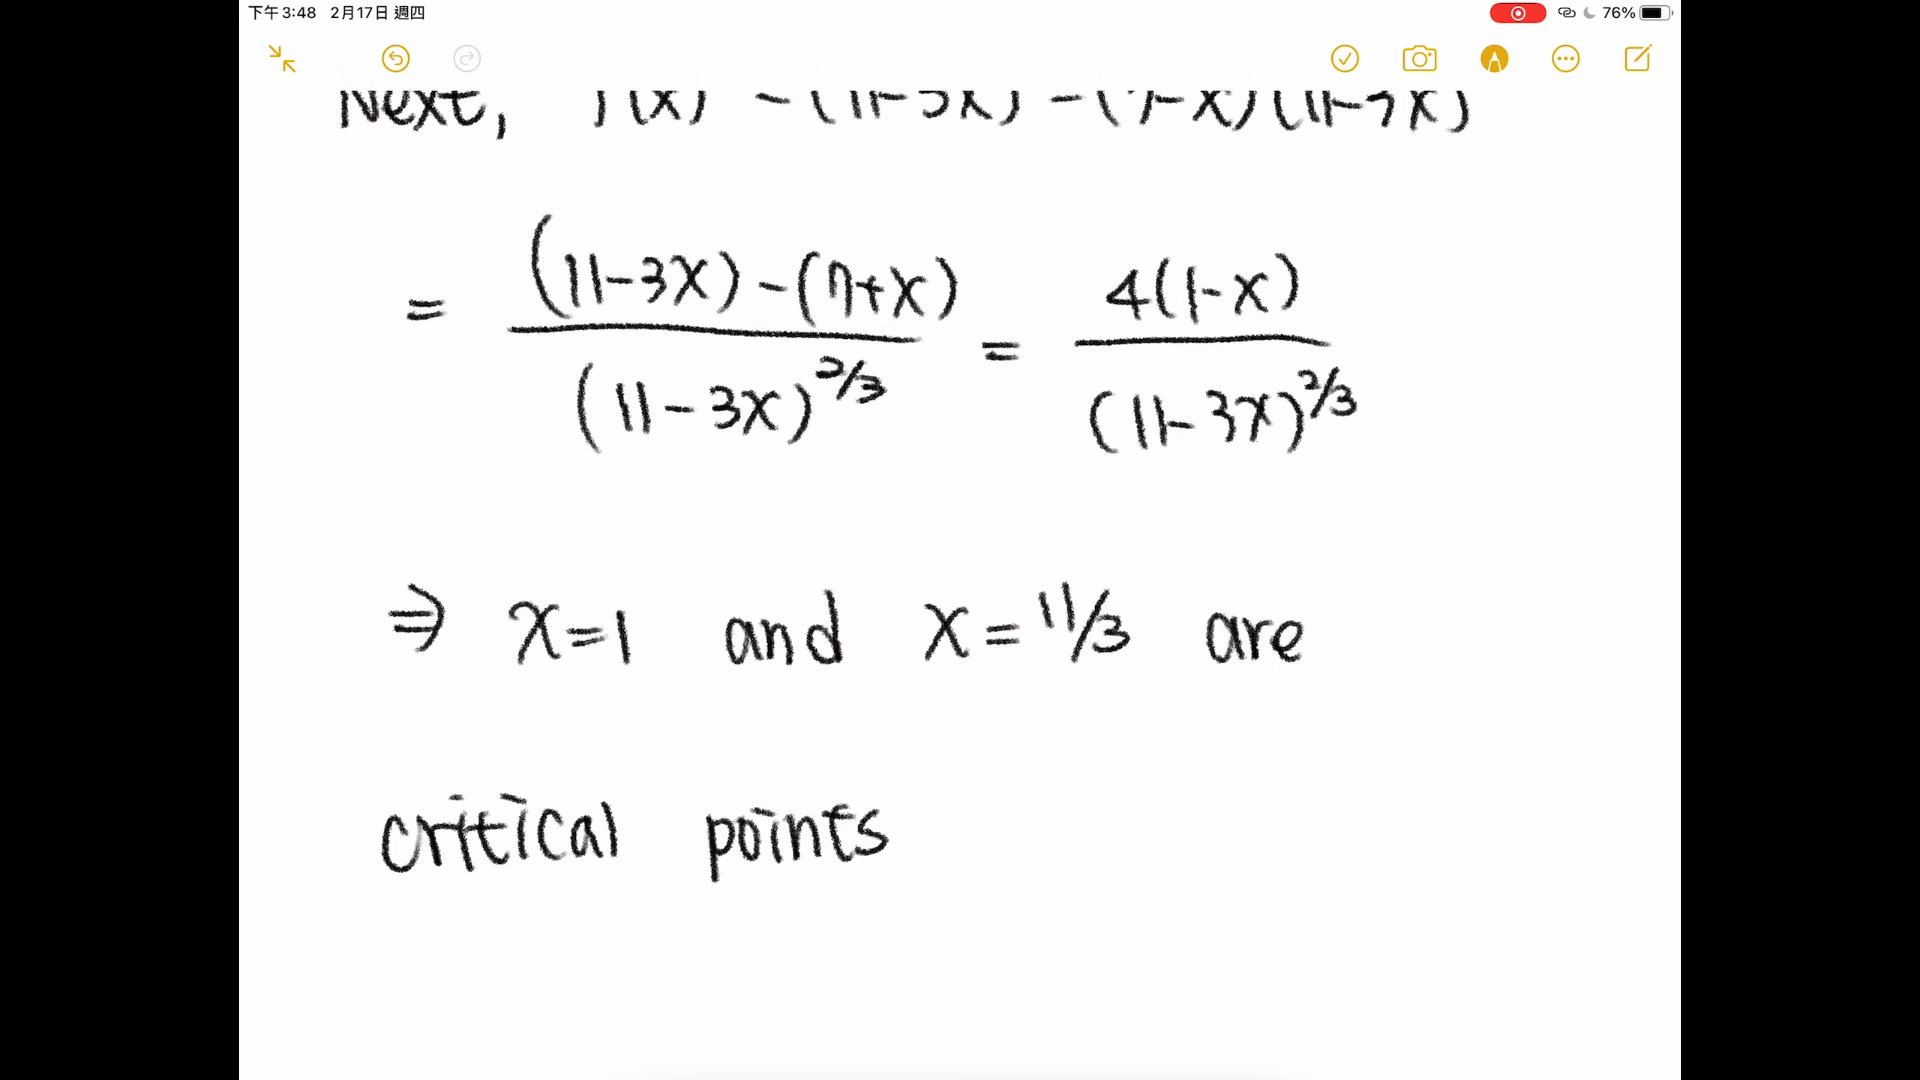 下午3:48 2月17日 週四
76%
Next,
= ((11-3x)-(7+x) / (11-3x)^2/3 = 4(1-x) / (11-3x)^2/3
⇒ x=1 and x=11/3 are
critical points